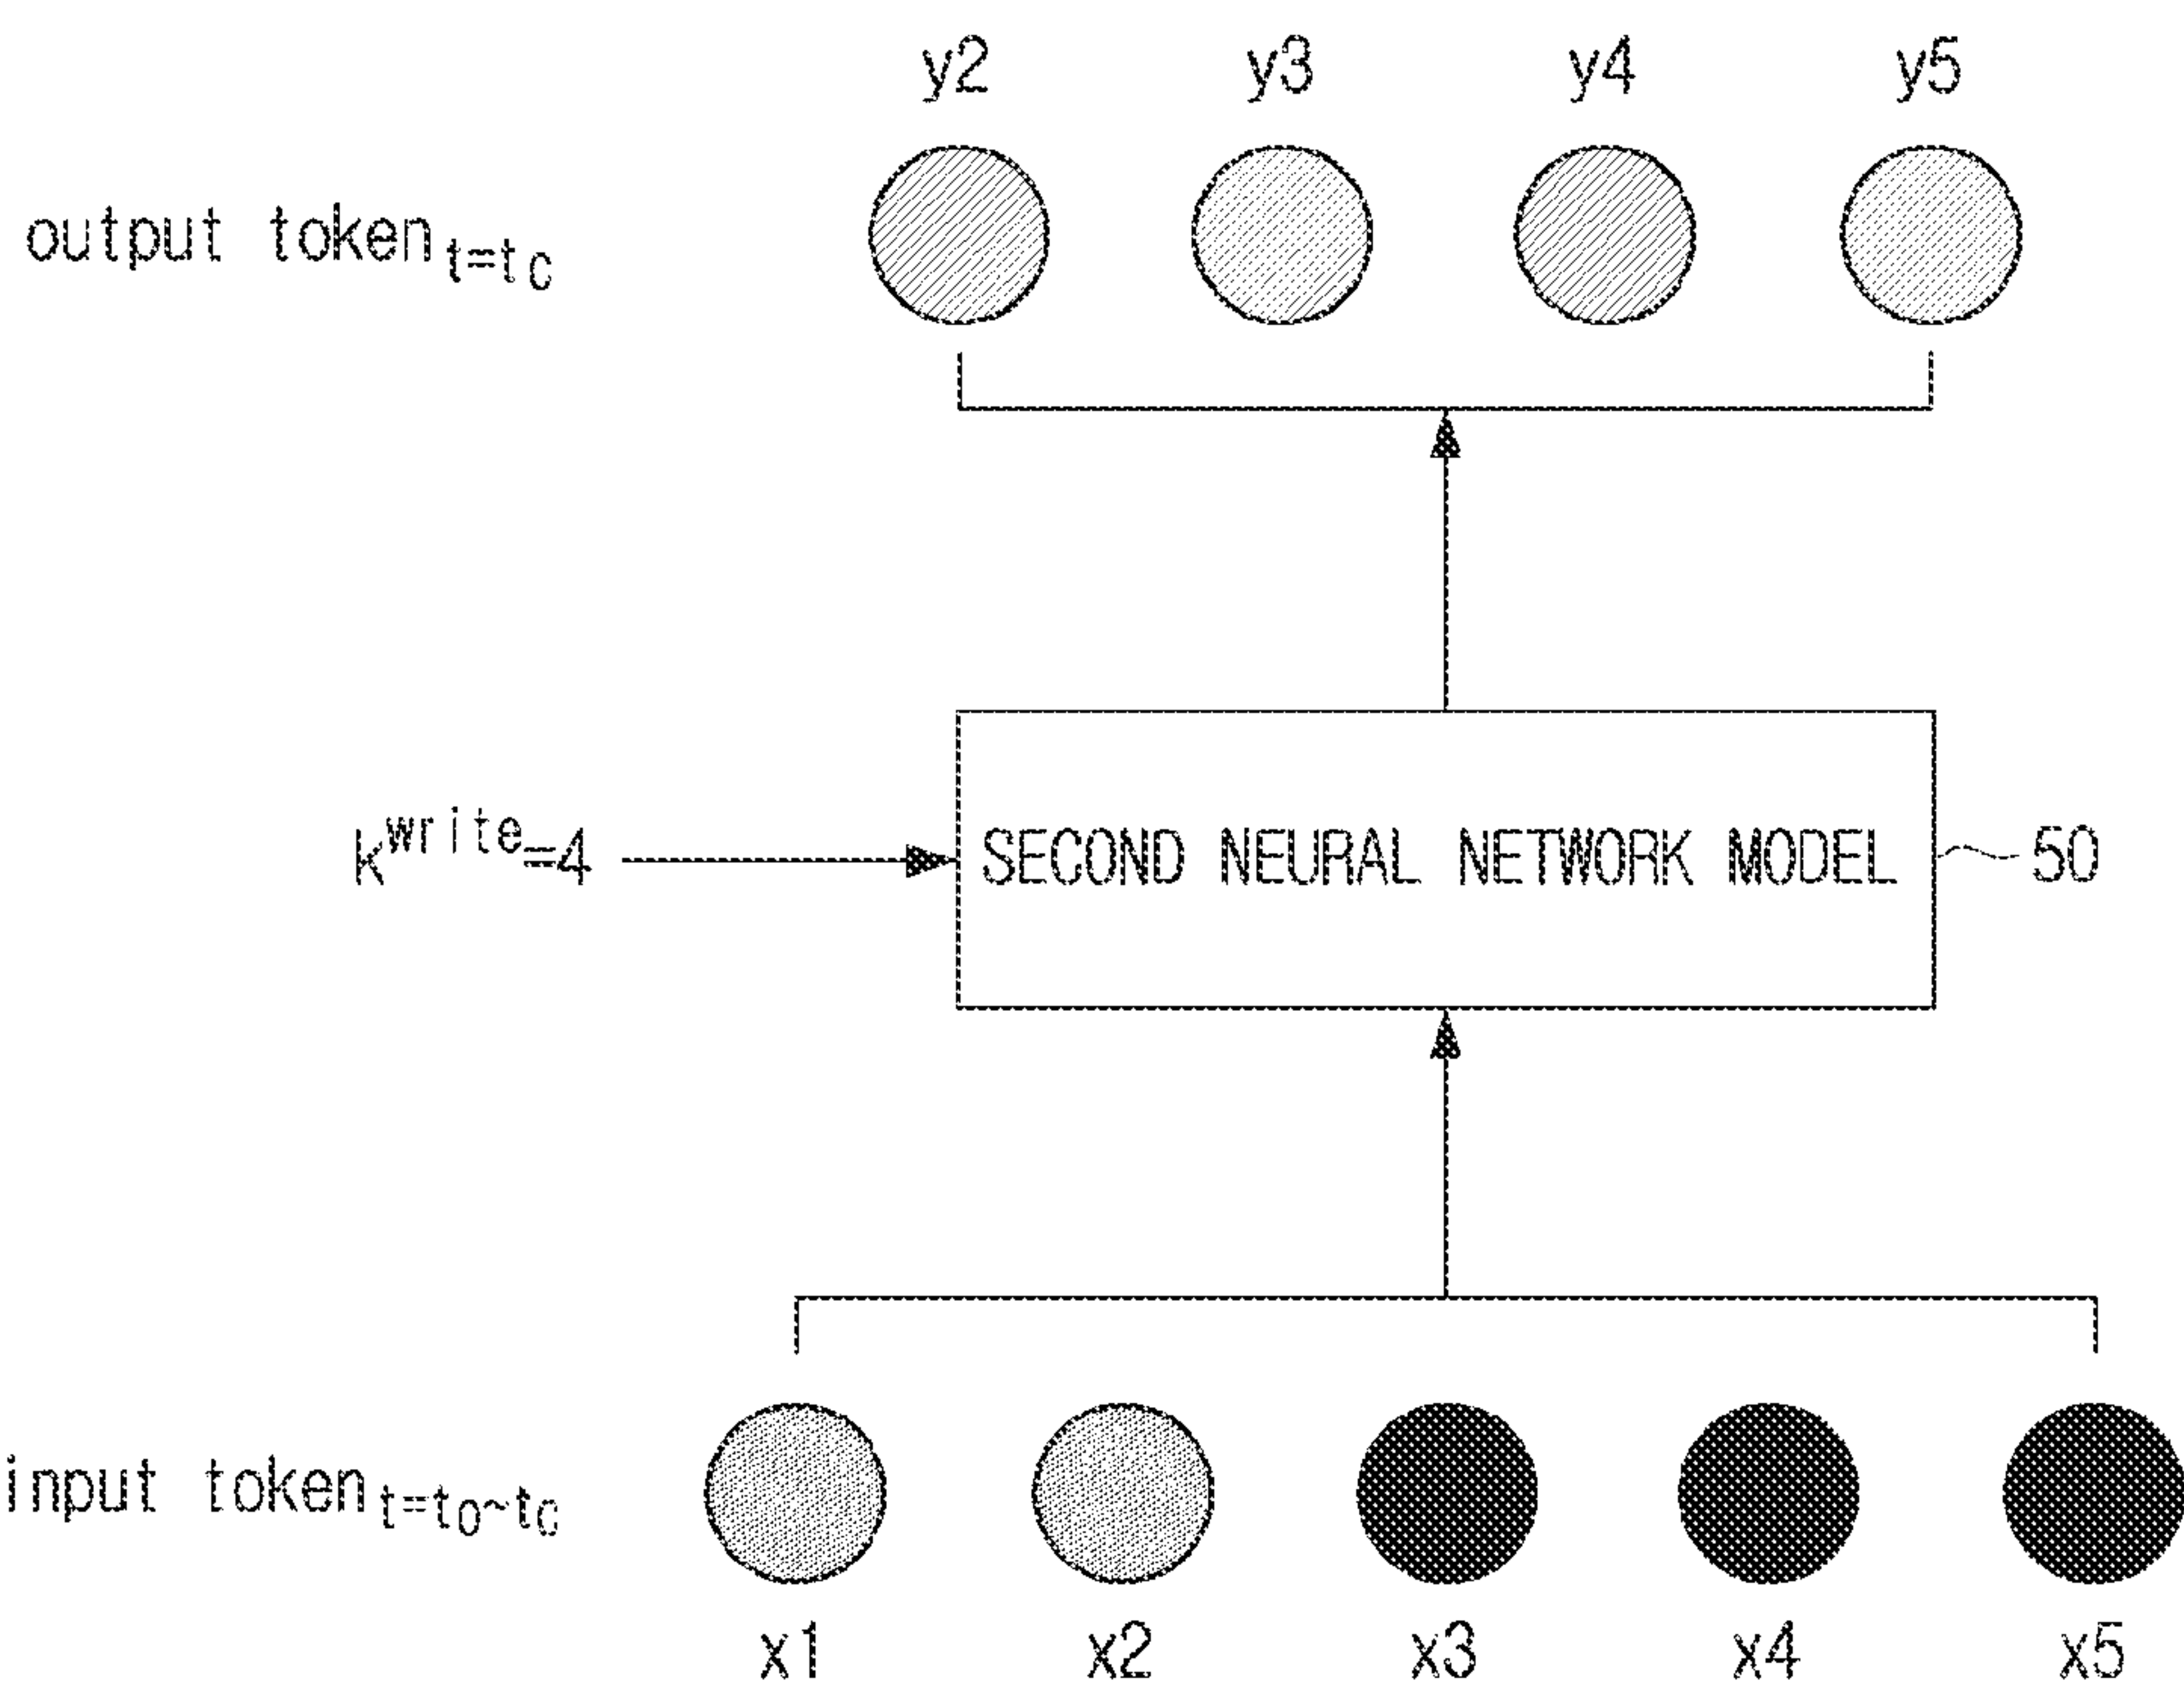 y2 y3 y4 y5
output token t=tc
k^write=4 SECOND NEURAL NETWORK MODEL 50
input token t=t0~tc
x1 x2 x3 x4 x5